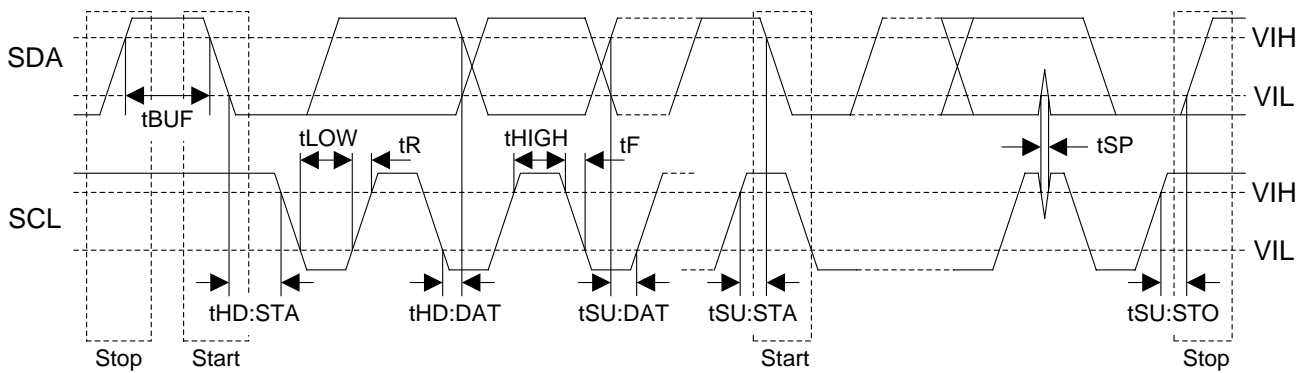 SDA
VIH
VIL
tBUF
tLOW
tR
tHIGH
tF
tSP
SCL
VIH
VIL
tHD:STA
tHD:DAT
tSU:DAT
tSU:STA
tSU:STO
Stop
Start
Start
Stop